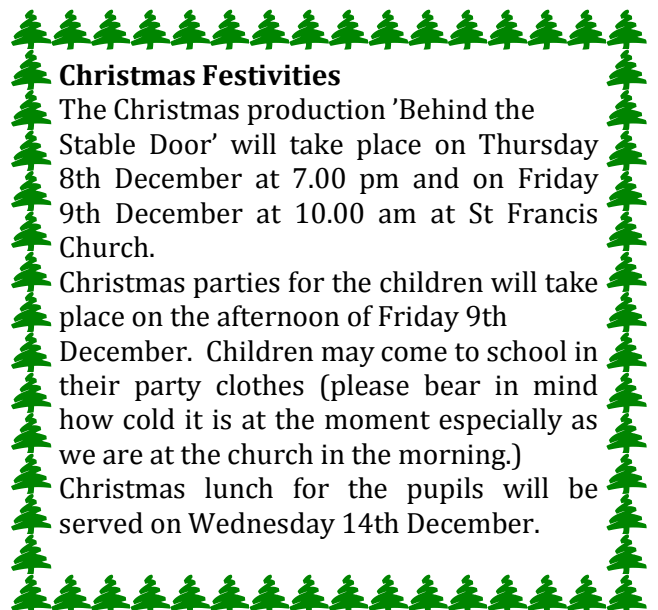 Christmas Festivities
The Christmas production ’Behind the
Stable Door’ will take place on Thursday
8th December at 7.00 pm and on Friday
9th December at 10.00 am at St Francis
Church.
Christmas parties for the children will take
place on the afternoon of Friday 9th
December. Children may come to school in
their party clothes (please bear in mind
how cold it is at the moment especially as
we are at the church in the morning.)
Christmas lunch for the pupils will be
served on Wednesday 14th December.